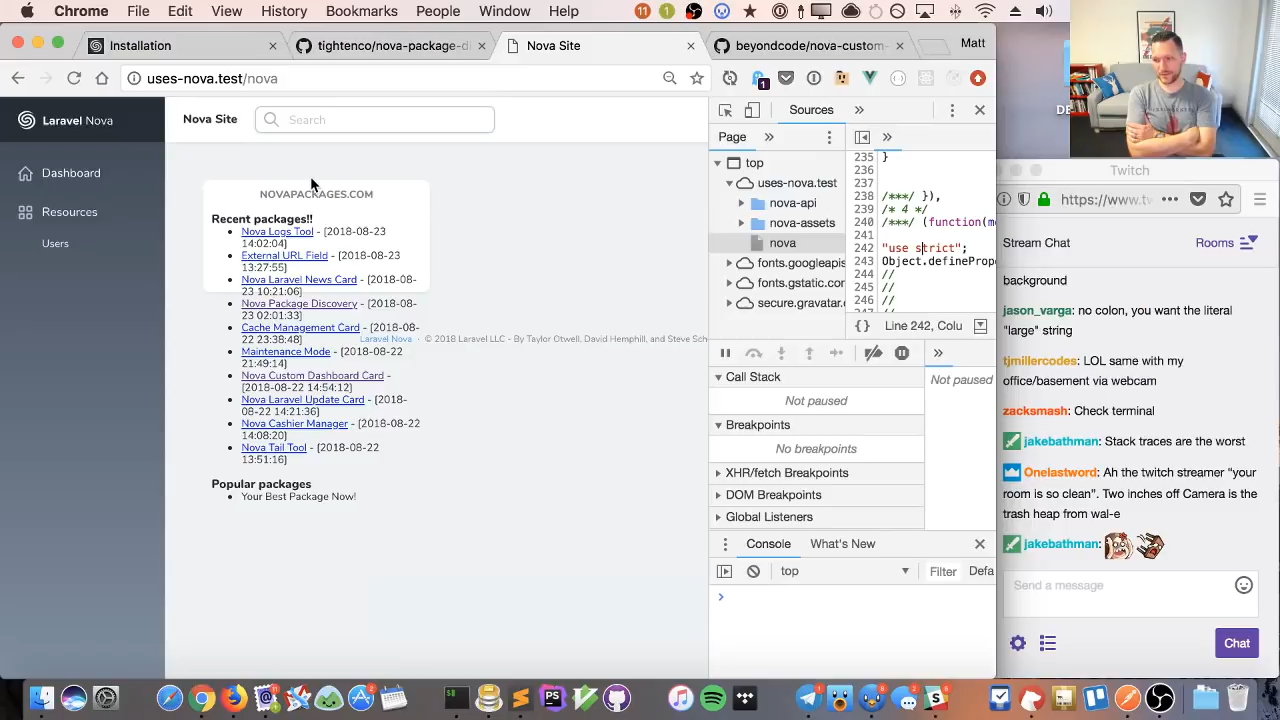 Chrome File Edit View History Bookmarks People Window Help 11 1
Installation
tightenco/nova-package-d
Nova Site
beyondcode/nova-custom-
Matt
uses-nova.test/nova
1
Laravel Nova
Nova Site
Search
Dashboard
Resources
Users
NOVAPACKAGES.COM
Recent packages!!
Nova Logs Tool - [2018-08-23
14:02:04]
External URL Field - [2018-08-23
13:27:55]
Nova Laravel News Card - [2018-08-
23 10:21:06]
Nova Package Discovery - [2018-08-
23 02:01:33]
Cache Management Card - [2018-08-
22 23:38:48]
Maintenance Mode - [2018-08-22
21:49:14]
Nova Custom Dashboard Card -
[2018-08-22 14:54:12]
Nova Laravel Update Card - [2018-
08-22 14:21:36]
Nova Cashier Manager - [2018-08-22
14:08:20]
Nova Tail Tool - [2018-08-22
13:51:16]
Popular packages
Your Best Package Now!
Laravel Nova · © 2018 Laravel LLC - By Taylor Otwell, David Hemphill, and Steve Sch
Sources
Page
top
uses-nova.test
nova-api
nova-assets
nova
fonts.googleapis
fonts.gstatic.cor
secure.gravatar.
235 }
236
237
238 /***/ }),
239 /* 4 */
240 /***/ (function(m
241
242 "use strict";
243 Object.definePrope
244 //
245 //
246 //
{} Line 242, Colu
Call Stack
Not paused
Not paused
Breakpoints
No breakpoints
XHR/fetch Breakpoints
DOM Breakpoints
Global Listeners
Console What's New
top
Filter Defa
DE
Twitch
https://www.twitc
Stream Chat
Rooms
background
jason_varga: no colon, you want the literal
"large" string
tjmillercodes: LOL same with my
office/basement via webcam
zacksmash: Check terminal
jakebathman: Stack traces are the worst
Onelastword: Ah the twitch streamer “your
room is so clean”. Two inches off Camera is the
trash heap from wal-e
jakebathman:
Send a message
Chat